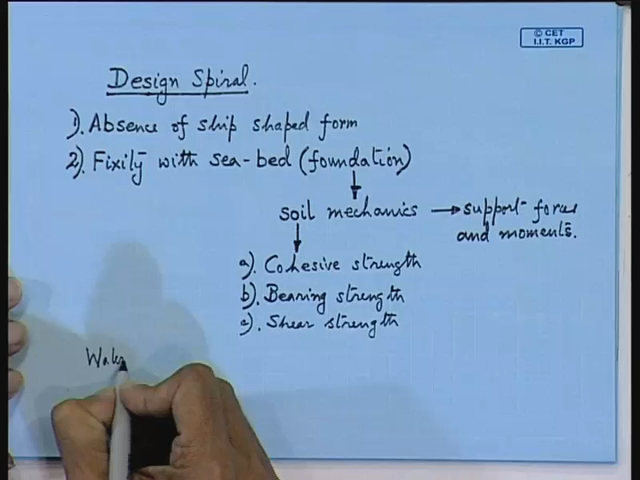 © CET
I.I.T. KGP
Design Spiral.
1). Absence of ship shaped form
2). Fixity with sea-bed (foundation)
soil mechanics → support forces
and moments.
a). Cohesive strength
b). Bearing strength
c). Shear strength